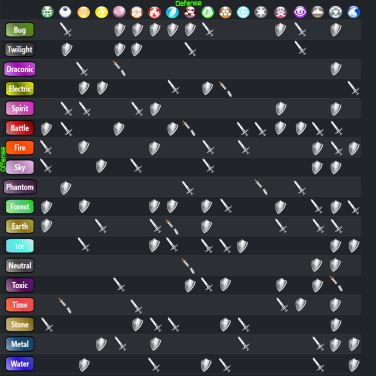 Defense
Bug
Twilight
Draconic
Electric
Spirit
Battle
Fire
Offense
Sky
Phantom
Forest
Earth
Ice
Neutral
Toxic
Time
Stone
Metal
Water